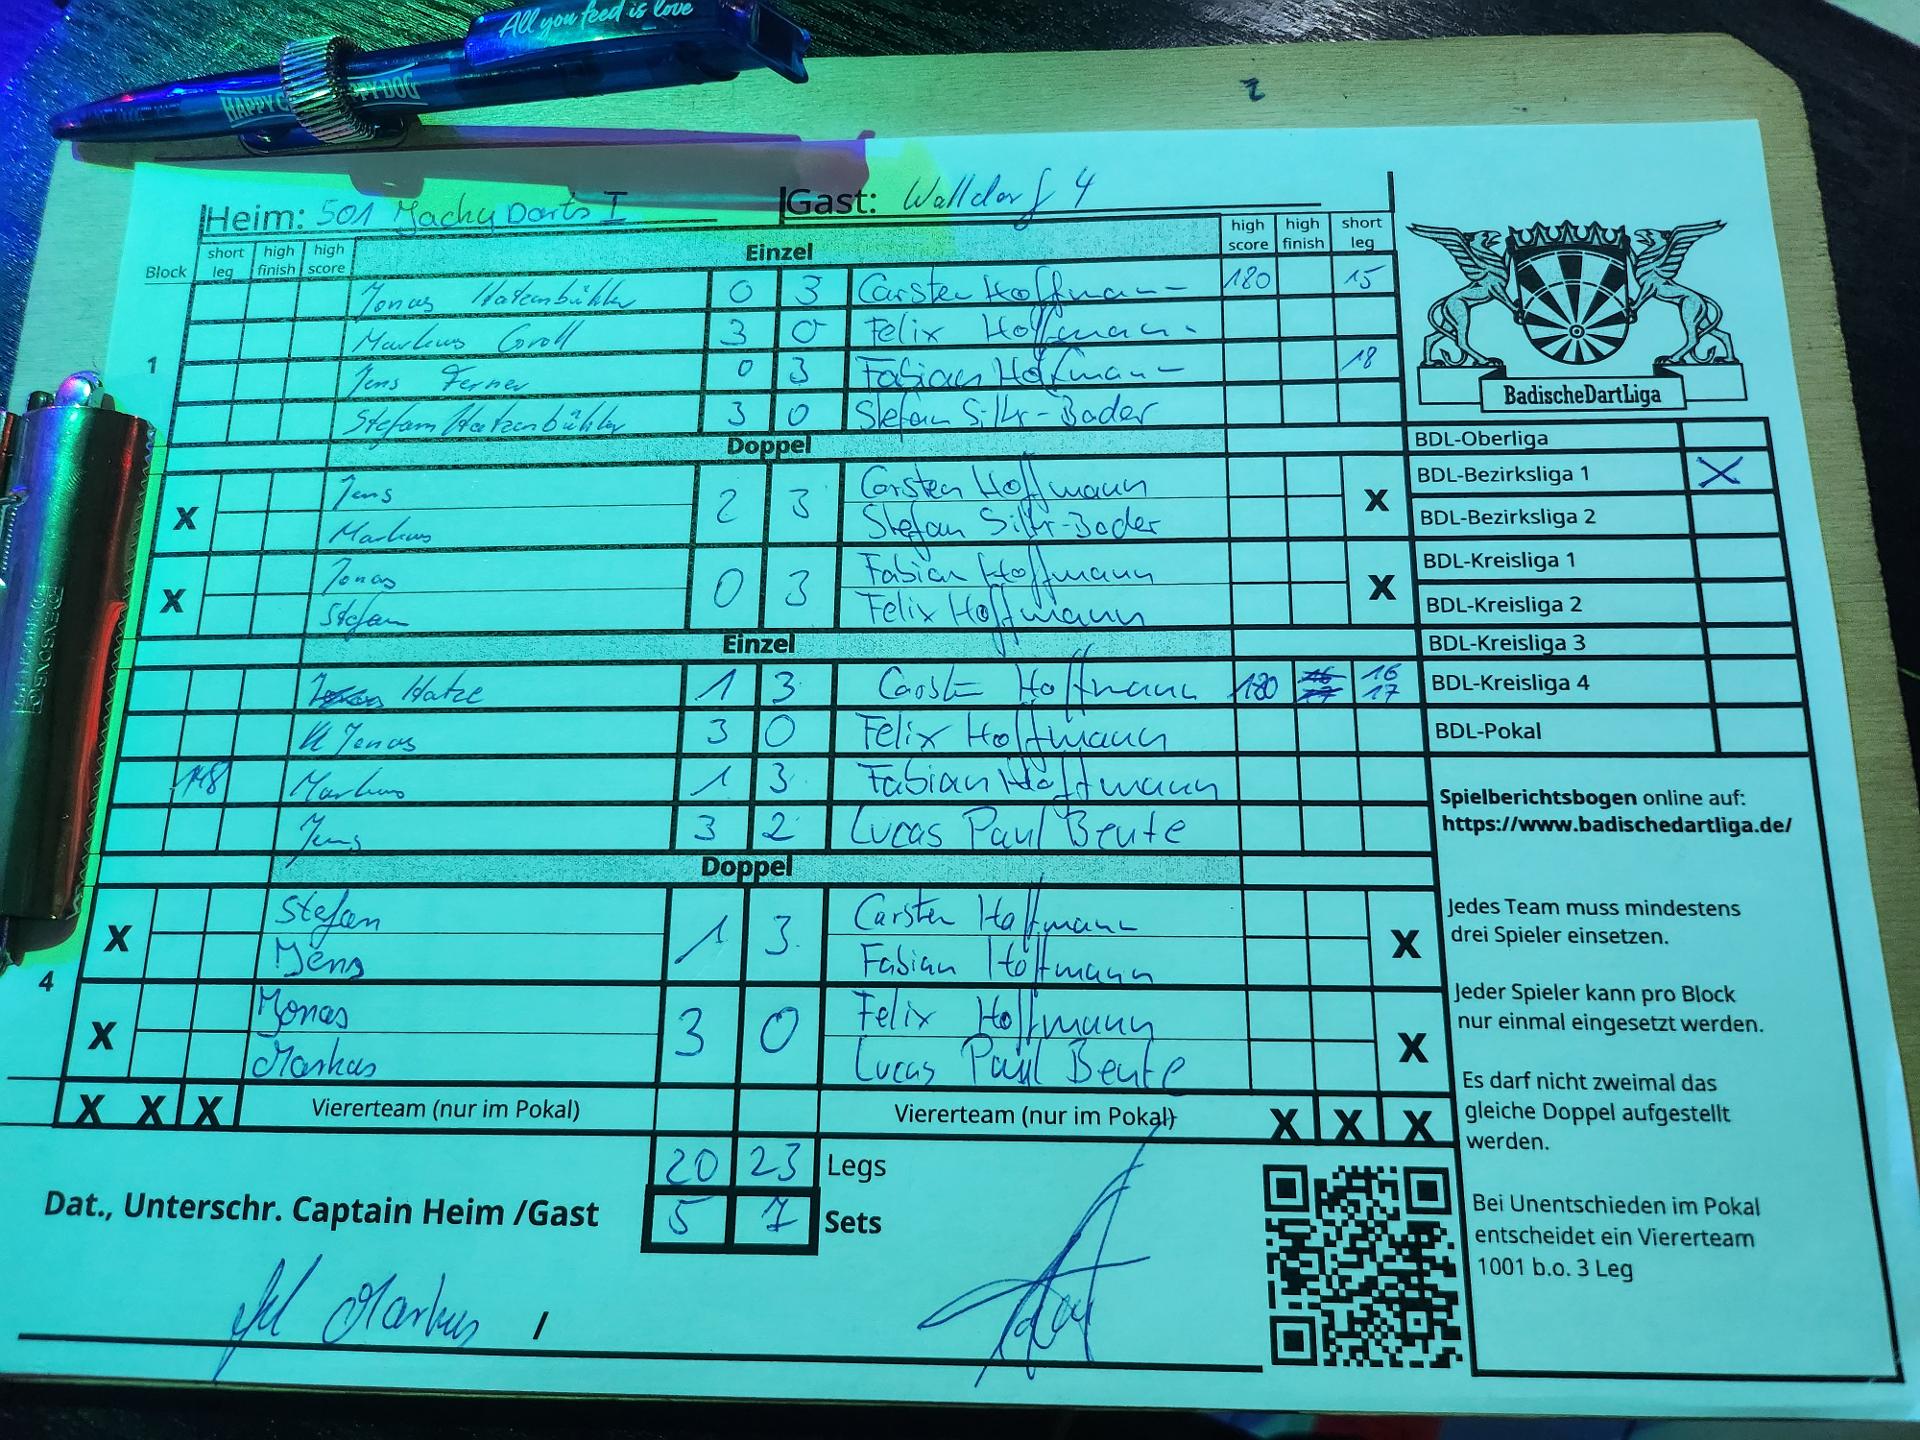 All you feed is love
HAPPY C PPY DOG
Heim: 501 Jacky Darts I Gast: Walldorf 4
Block short leg high finish high score Einzel high score high finish short leg
Jonas Hatzenbühler 0 3 Carsten Hoffmann 180 15
Markus Groll 3 0 Felix Hoffmann
1
Jens Ferner 0 3 Fabian Hoffmann 18
Stefan Hatzenbühler 3 0 Stefan Silkr-Bader
Doppel
X Jens 2 3 Carsten Hoffmann X
Markus Stefan Silkr-Bader
X Jonas 0 3 Fabian Hoffmann X
Stefan Felix Hoffmann
Einzel
Hatze 1 3 Carsten Hoffmann 180 16 17
Jonas 3 0 Felix Hoffmann
118 Markus 1 3 Fabian Hoffmann
Jens 3 2 Lucas Paul Beute
Doppel
X Stefan 1 3 Carsten Hoffmann X
Jens Fabian Hoffmann
4
X Jonas 3 0 Felix Hoffmann X
Markus Lucas Paul Beute
X X X Viererteam (nur im Pokal) Viererteam (nur im Pokal) X X X
20 23 Legs
Dat., Unterschr. Captain Heim /Gast 5 7 Sets
Markus /
BadischeDartLiga
BDL-Oberliga
BDL-Bezirksliga 1 X
BDL-Bezirksliga 2
BDL-Kreisliga 1
BDL-Kreisliga 2
BDL-Kreisliga 3
BDL-Kreisliga 4
BDL-Pokal
Spielberichtsbogen online auf:
https://www.badischedartliga.de/
Jedes Team muss mindestens
drei Spieler einsetzen.
Jeder Spieler kann pro Block
nur einmal eingesetzt werden.
Es darf nicht zweimal das
gleiche Doppel aufgestellt
werden.
Bei Unentschieden im Pokal
entscheidet ein Viererteam
1001 b.o. 3 Leg